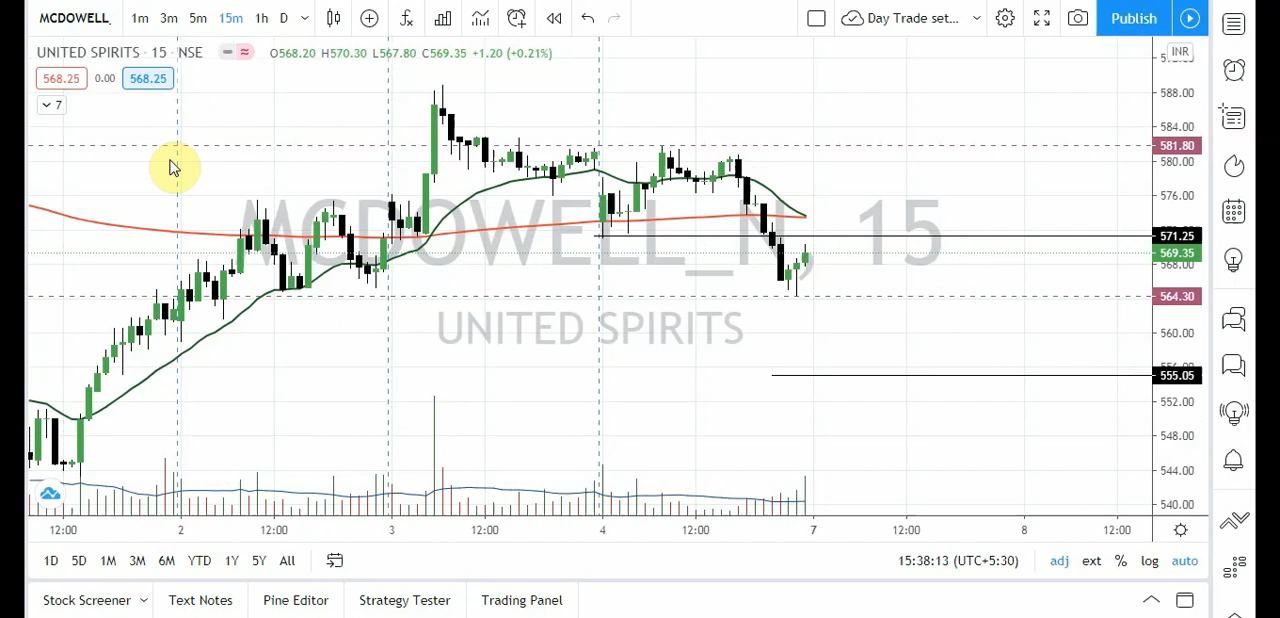 MCDOWELL_ 1m 3m 5m 15m 1h D Day Trade set... Publish
UNITED SPIRITS · 15 · NSE O568.20 H570.30 L567.80 C569.35 +1.20 (+0.21%) INR
568.25 0.00 568.25
7
588.00
584.00
581.80
580.00
576.00
MCDOWELL_N, 15
571.25
569.35
568.00
564.30
UNITED SPIRITS
560.00
555.05
552.00
548.00
544.00
540.00
12:00 2 12:00 3 12:00 4 12:00 7 12:00 8 12:00
1D 5D 1M 3M 6M YTD 1Y 5Y All 15:38:13 (UTC+5:30) adj ext % log auto
Stock Screener Text Notes Pine Editor Strategy Tester Trading Panel